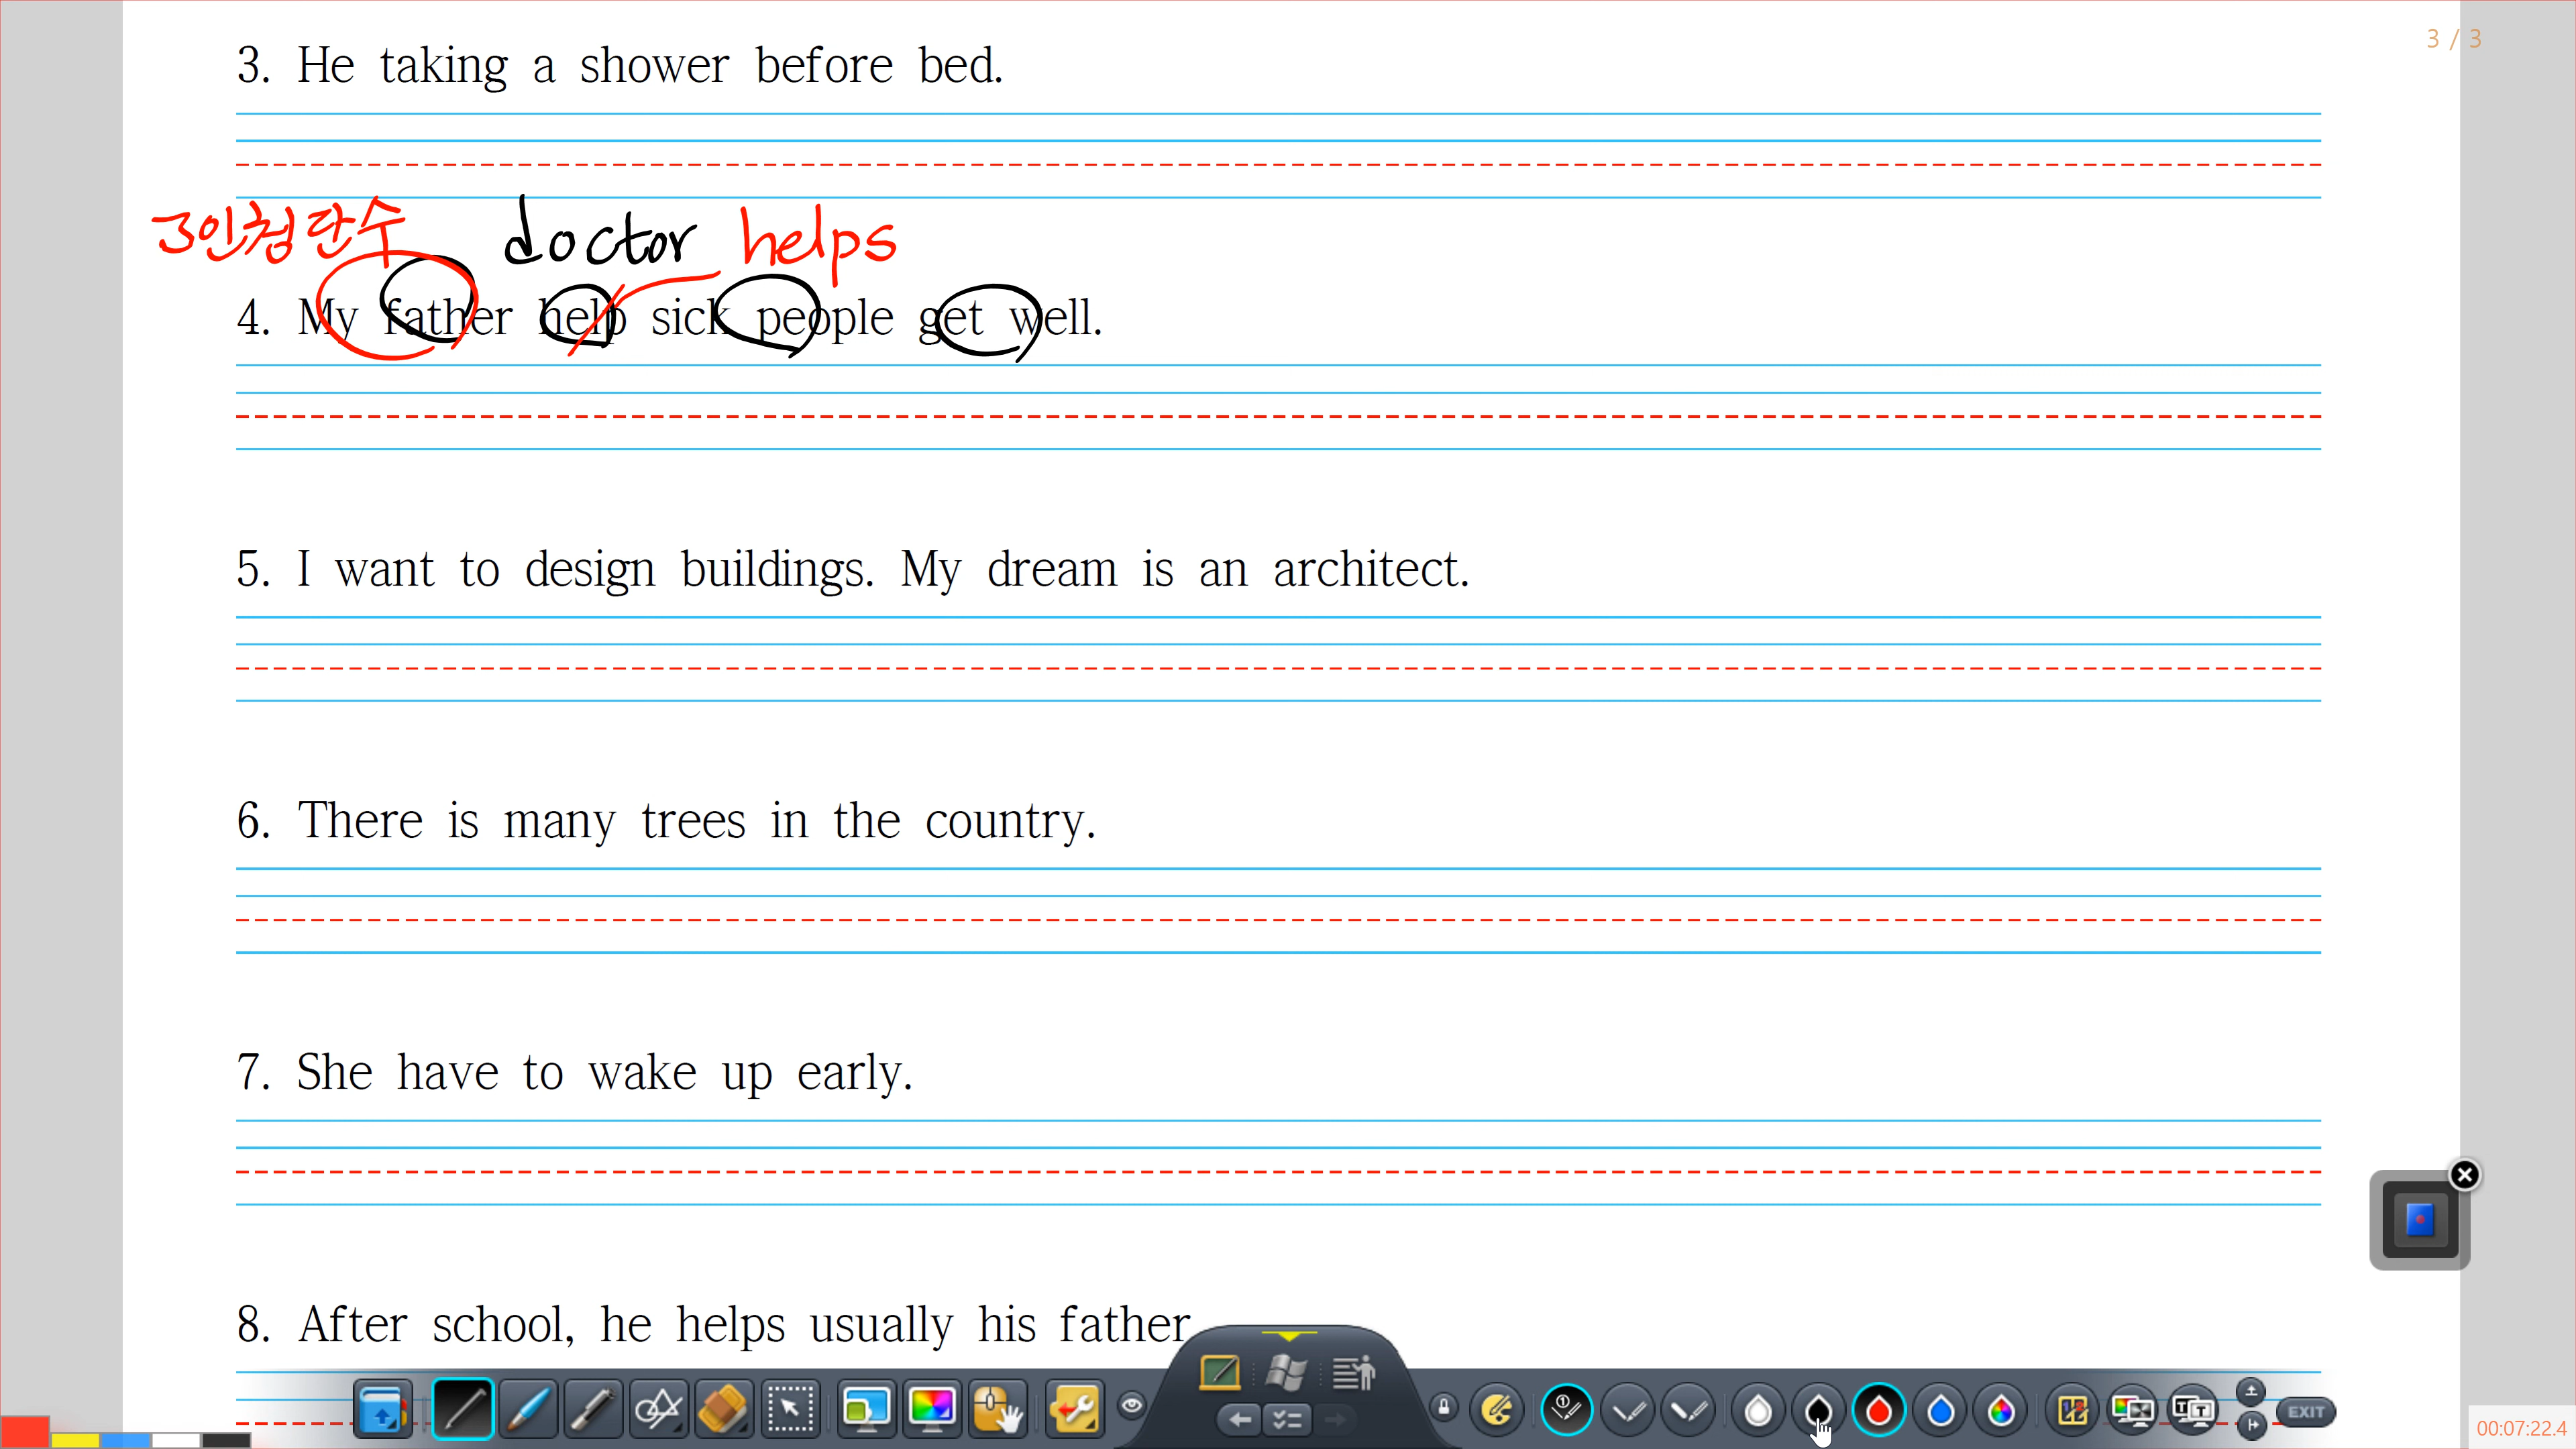 3 / 3
3. He taking a shower before bed.
3인칭 단수 doctor helps
4. My father help sick people get well.
5. I want to design buildings. My dream is an architect.
6. There is many trees in the country.
7. She have to wake up early.
8. After school, he helps usually his father
EXIT
00:07:22.4